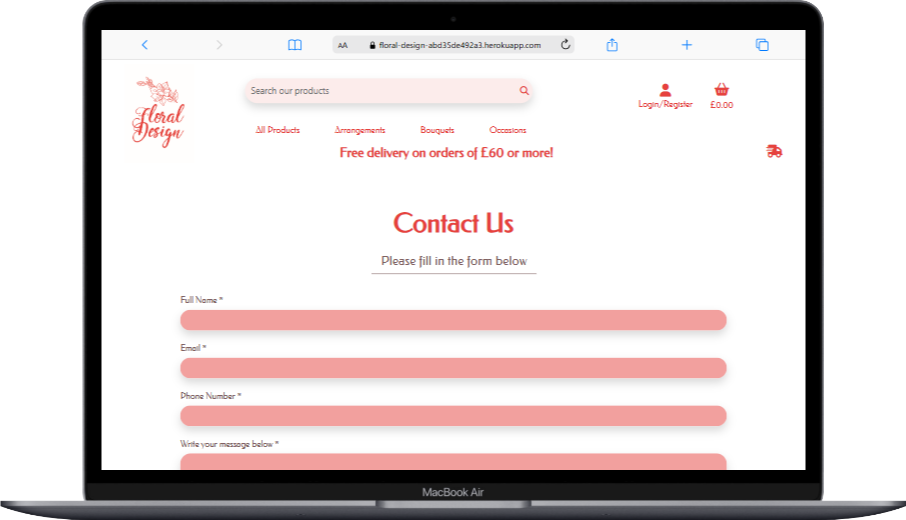 AA floral-design-abd35de492a3.herokuapp.com
Floral
Design
Search our products
Login/Register £0.00
All Products Arrangements Bouquets Occasions
Free delivery on orders of £60 or more!
Contact Us
Please fill in the form below
Full Name *
Email *
Phone Number *
Write your message below *
MacBook Air